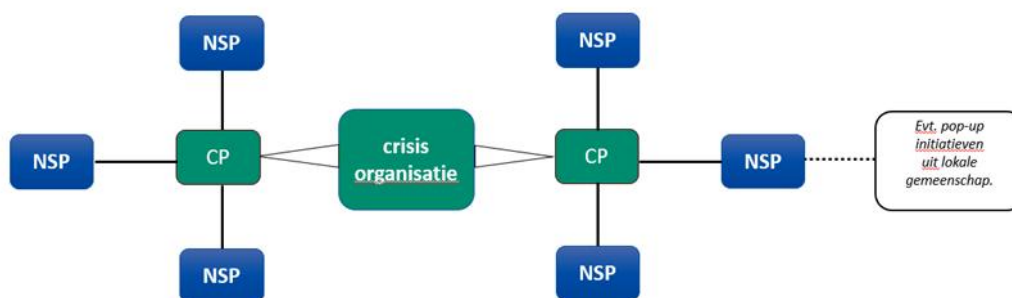 NSP
NSP
NSP
CP
crisis
organisatie
CP
NSP
Evt. pop-up
initiatieven
uit lokale
gemeenschap.
NSP
NSP